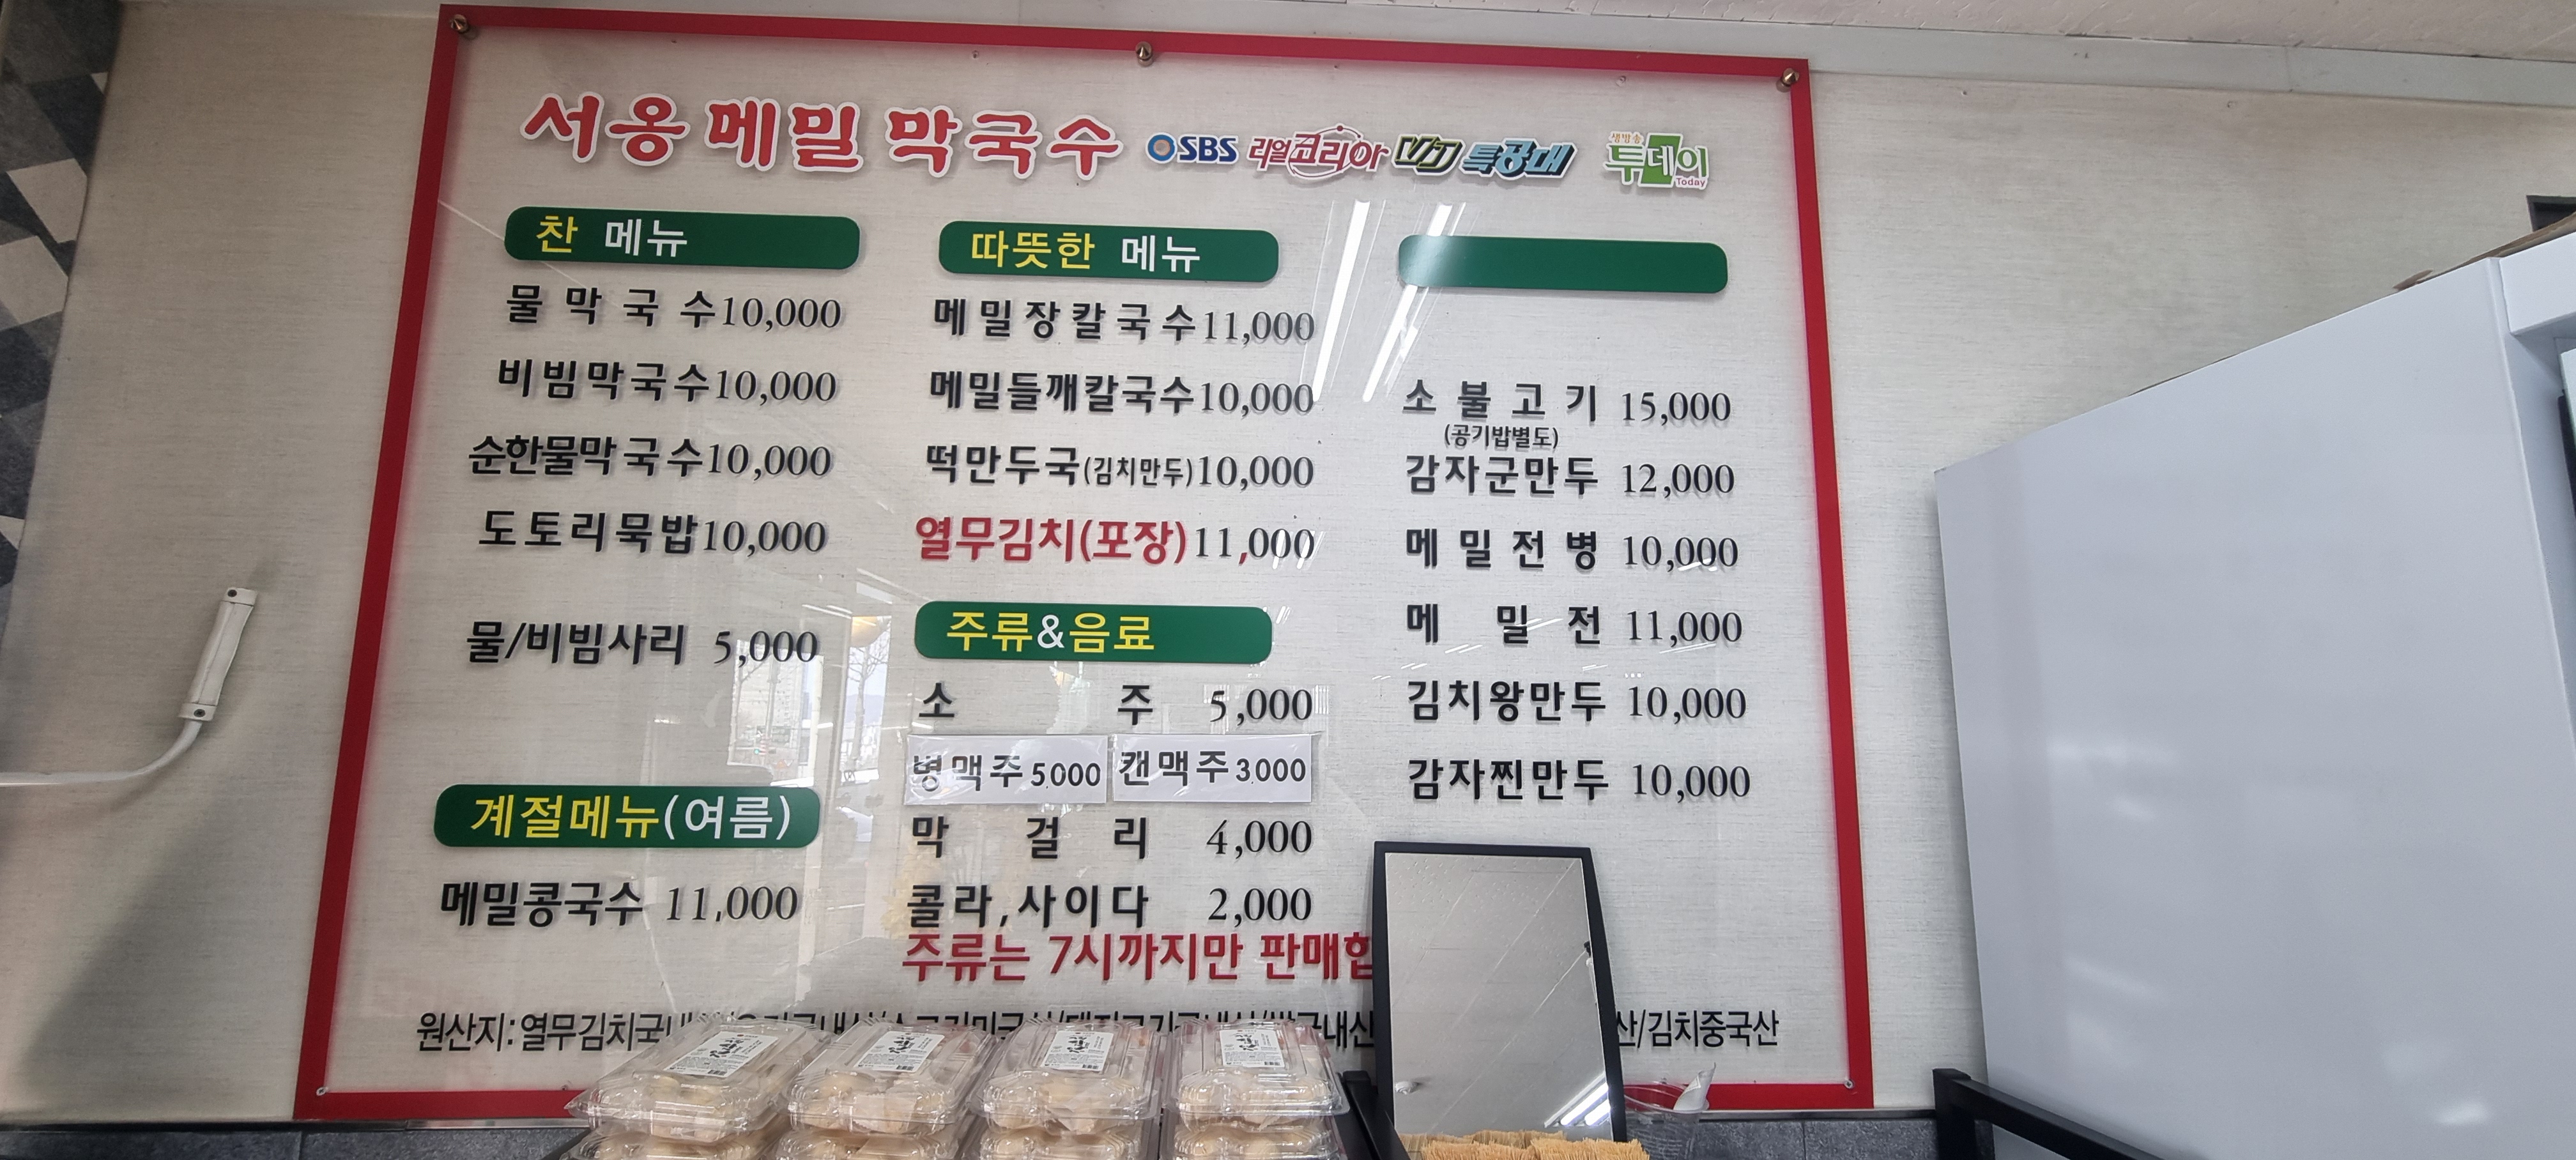 서옹 메밀 막국수 SBS 리얼코리아 VJ 특공대 생방송 투데이 Today
찬 메뉴
물막국수 10,000
비빔막국수 10,000
순한물막국수 10,000
도토리묵밥 10,000
물/비빔사리 5,000
계절메뉴(여름)
메밀콩국수 11,000
따뜻한 메뉴
메밀장칼국수 11,000
메밀들깨칼국수 10,000
떡만두국(김치만두) 10,000
열무김치(포장) 11,000
주류&음료
소주 5,000
병맥주 5000 캔맥주 3000
막걸리 4,000
콜라,사이다 2,000
주류는 7시까지만
소불고기 15,000
(공기밥별도)
감자군만두 12,000
메밀전병 10,000
메밀전 11,000
김치왕만두 10,000
감자찐만두 10,000
원산지: 열무김치국 /김치중국산